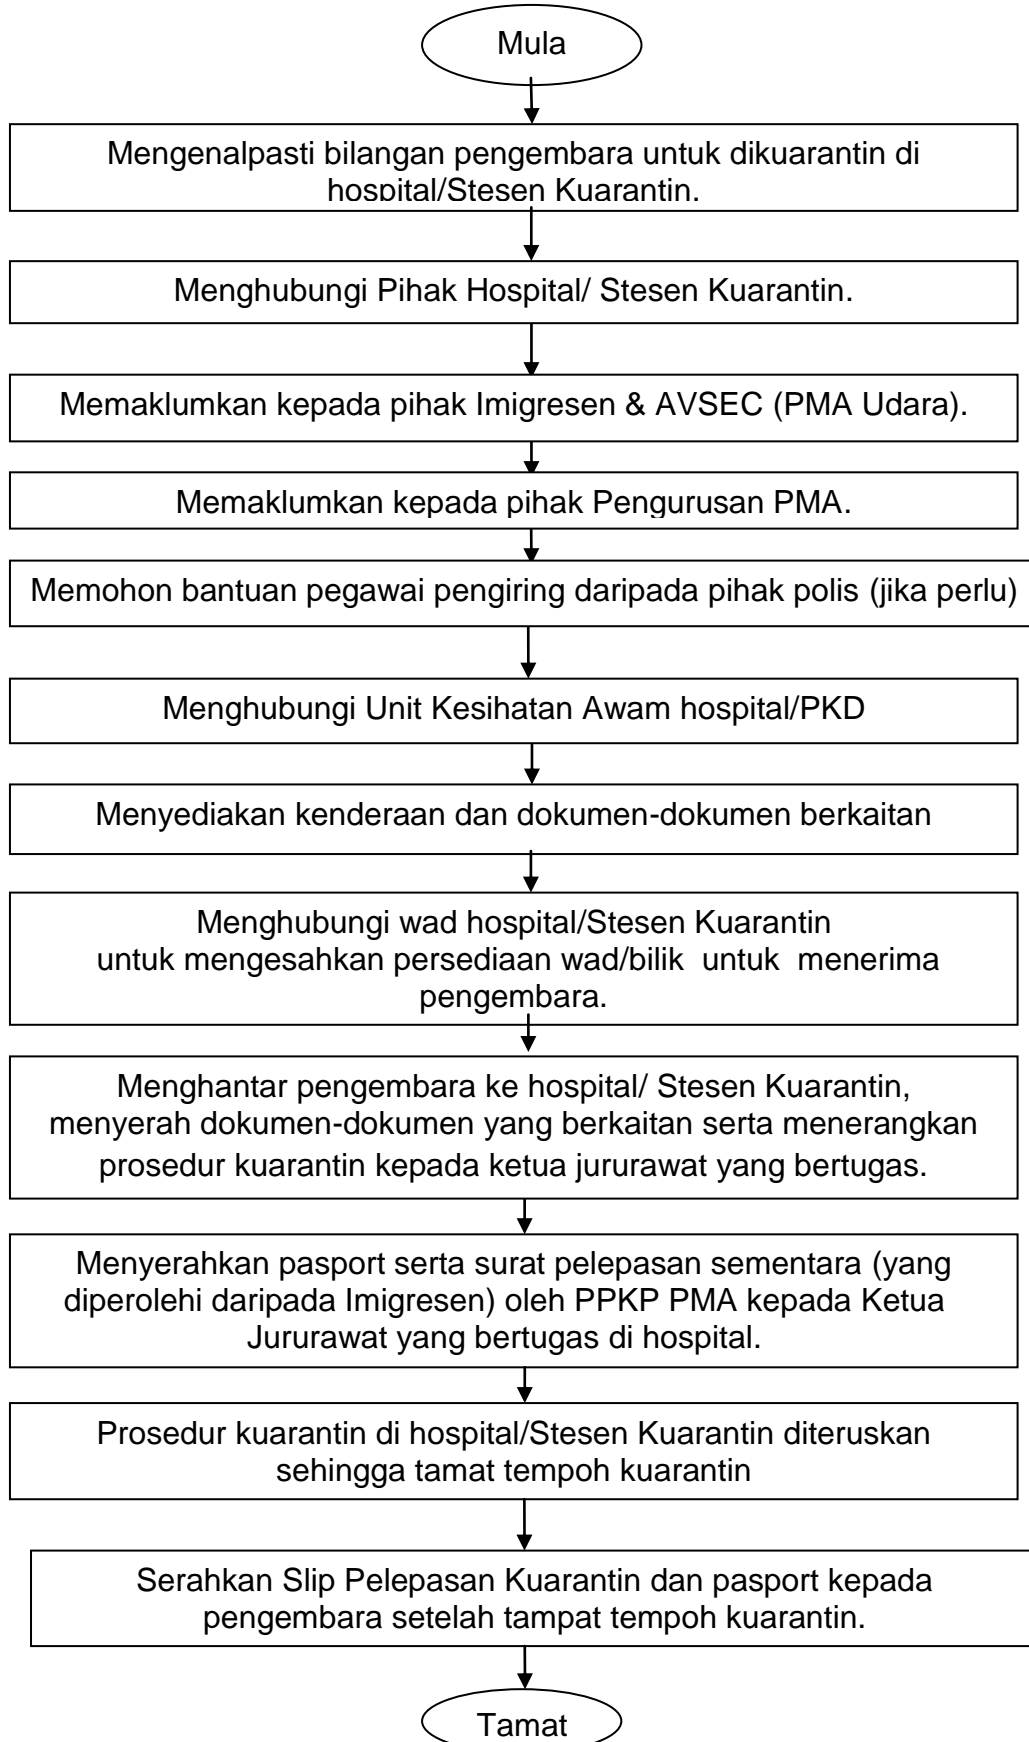 Mula
Mengenalpasti bilangan pengembara untuk dikuarantin di
hospital/Stesen Kuarantin.
Menghubungi Pihak Hospital/ Stesen Kuarantin.
Memaklumkan kepada pihak Imigresen & AVSEC (PMA Udara).
Memaklumkan kepada pihak Pengurusan PMA.
Memohon bantuan pegawai pengiring daripada pihak polis (jika perlu)
Menghubungi Unit Kesihatan Awam hospital/PKD
Menyediakan kenderaan dan dokumen-dokumen berkaitan
Menghubungi wad hospital/Stesen Kuarantin
untuk mengesahkan persediaan wad/bilik untuk menerima
pengembara.
Menghantar pengembara ke hospital/ Stesen Kuarantin,
menyerah dokumen-dokumen yang berkaitan serta menerangkan
prosedur kuarantin kepada ketua jururawat yang bertugas.
Menyerahkan pasport serta surat pelepasan sementara (yang
diperolehi daripada Imigresen) oleh PPKP PMA kepada Ketua
Jururawat yang bertugas di hospital.
Prosedur kuarantin di hospital/Stesen Kuarantin diteruskan
sehingga tamat tempoh kuarantin
Serahkan Slip Pelepasan Kuarantin dan pasport kepada
pengembara setelah tampat tempoh kuarantin.
Tamat